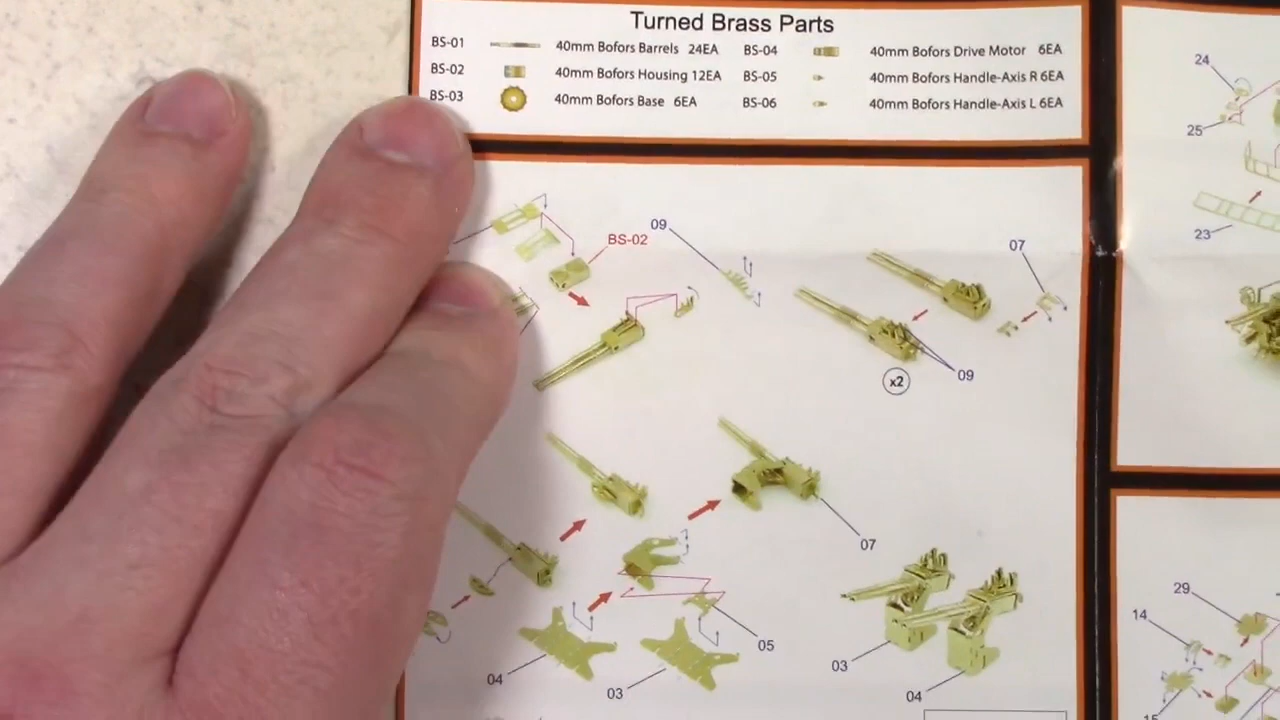 Turned Brass Parts
BS-01 40mm Bofors Barrels 24EA
BS-02 40mm Bofors Housing 12EA
BS-03 40mm Bofors Base 6EA
BS-04 40mm Bofors Drive Motor 6EA
BS-05 40mm Bofors Handle-Axis R 6EA
BS-06 40mm Bofors Handle-Axis L 6EA
24
25
23
09
BS-02
07
09
x2
07
05
04
03
03
04
29
14